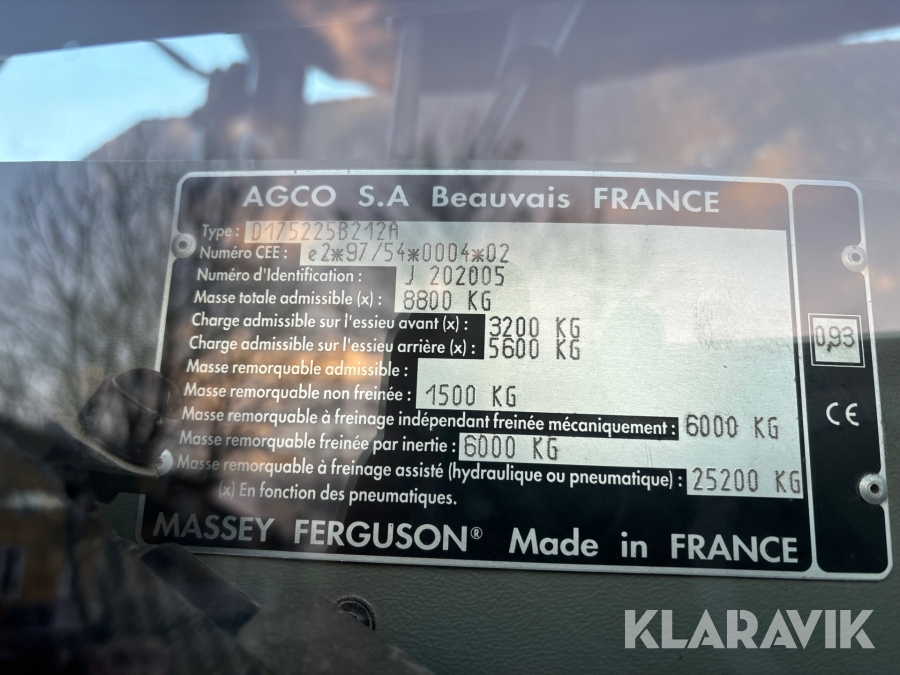 AGCO S.A Beauvais FRANCE
Type : D175225B212A
Numéro CEE : e2*97/54*0004*02
Numéro d'Identification : J 202005
Masse totale admissible (x) : 8800 KG
Charge admissible sur l'essieu avant (x) : 3200 KG
Charge admissible sur l'essieu arrière (x) : 5600 KG
Masse remorquable admissible :
Masse remorquable non freinée : 1500 KG
Masse remorquable à freinage indépendant freinée mécaniquement : 6000 KG
Masse remorquable freinée par inertie : 6000 KG
Masse remorquable à freinage assisté (hydraulique ou pneumatique) : 25200 KG
(x) En fonction des pneumatiques.
MASSEY FERGUSON® Made in FRANCE
0,93
CE
KLARAVIK